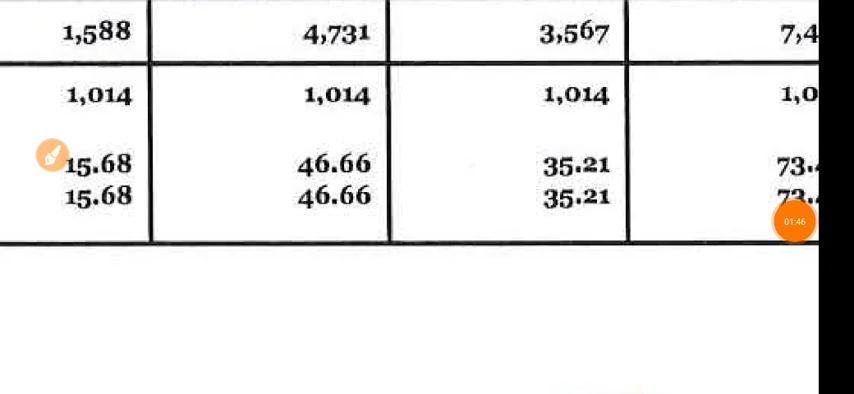 1,588 4,731 3,567 7,4
1,014 1,014 1,014 1,0
15.68 46.66 35.21 73.
15.68 46.66 35.21 73.
01:46